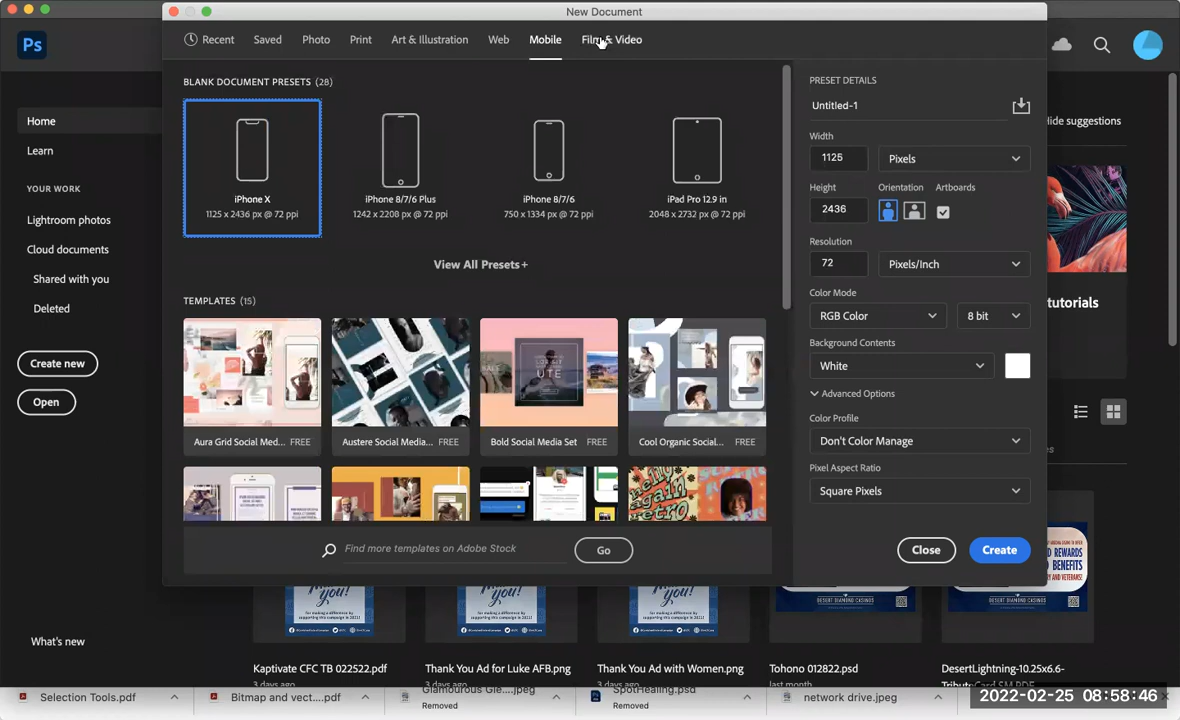 New Document
Ps
Recent
Saved
Photo
Print
Art & Illustration
Web
Mobile
Film & Video
Home
Learn
YOUR WORK
Lightroom photos
Cloud documents
Shared with you
Deleted
Create new
Open
What's new
BLANK DOCUMENT PRESETS (28)
iPhone X
1125 x 2436 px @ 72 ppi
iPhone 8/7/6 Plus
1242 x 2208 px @ 72 ppi
iPhone 8/7/6
750 x 1334 px @ 72 ppi
iPad Pro 12.9 in
2048 x 2732 px @ 72 ppi
View All Presets+
TEMPLATES (15)
Aura Grid Social Med... FREE
Austere Social Media... FREE
Bold Social Media Set FREE
Cool Organic Social... FREE
Find more templates on Adobe Stock
Go
PRESET DETAILS
Untitled-1
Width
1125
Pixels
Height
Orientation
Artboards
2436
Resolution
72
Pixels/Inch
Color Mode
RGB Color
8 bit
Background Contents
White
Advanced Options
Color Profile
Don't Color Manage
Pixel Aspect Ratio
Square Pixels
Close
Create
Hide suggestions
tutorials
Kaptivate CFC TB 022522.pdf
3 days ago
Thank You Ad for Luke AFB.png
3 days ago
Thank You Ad with Women.png
3 days ago
Tohono 012822.psd
last month
DesertLightning-10.25x6.6-
TributeCard SM.PDF
Selection Tools.pdf
Bitmap and vect....pdf
Glamourous Gle....jpeg
Removed
SpotHealing.psd
Removed
network drive.jpeg
2022-02-25 08:58:46